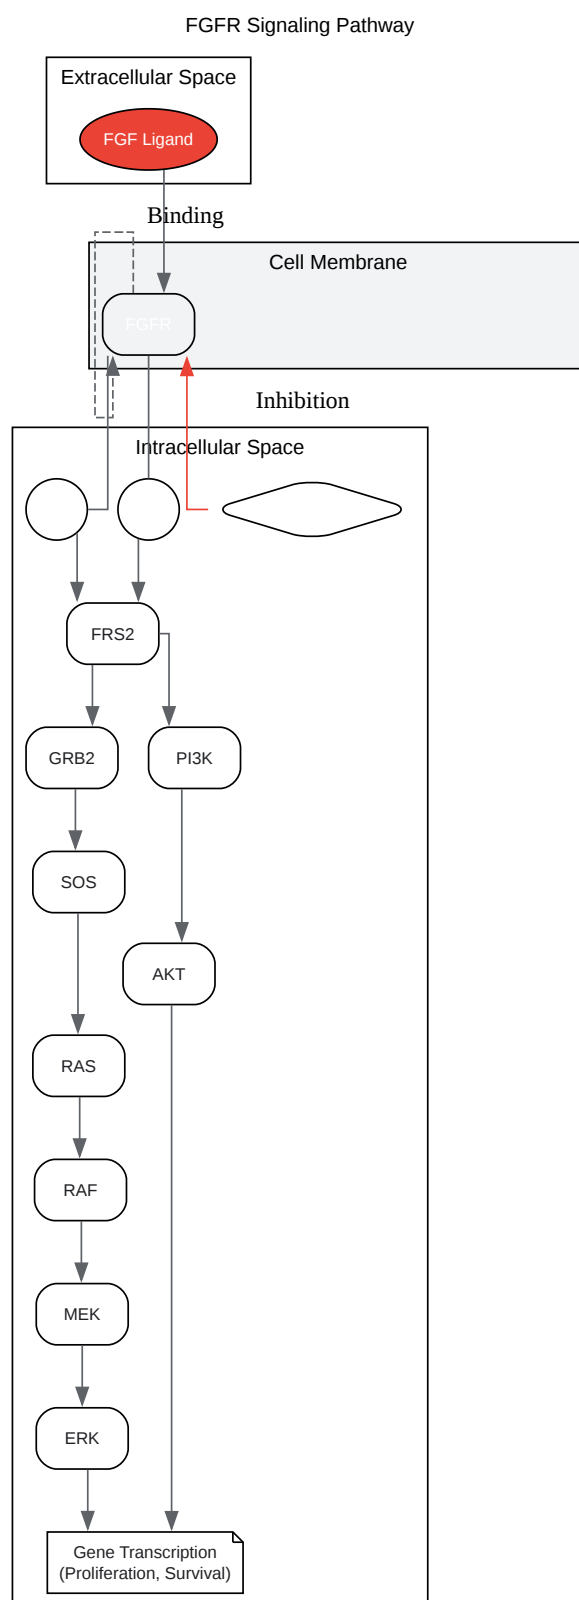 FGFR Signaling Pathway
Extracellular Space
FGF Ligand
Binding
Cell Membrane
FGFR
Inhibition
Intracellular Space
FRS2
GRB2
PI3K
SOS
AKT
RAS
RAF
MEK
ERK
Gene Transcription
(Proliferation, Survival)